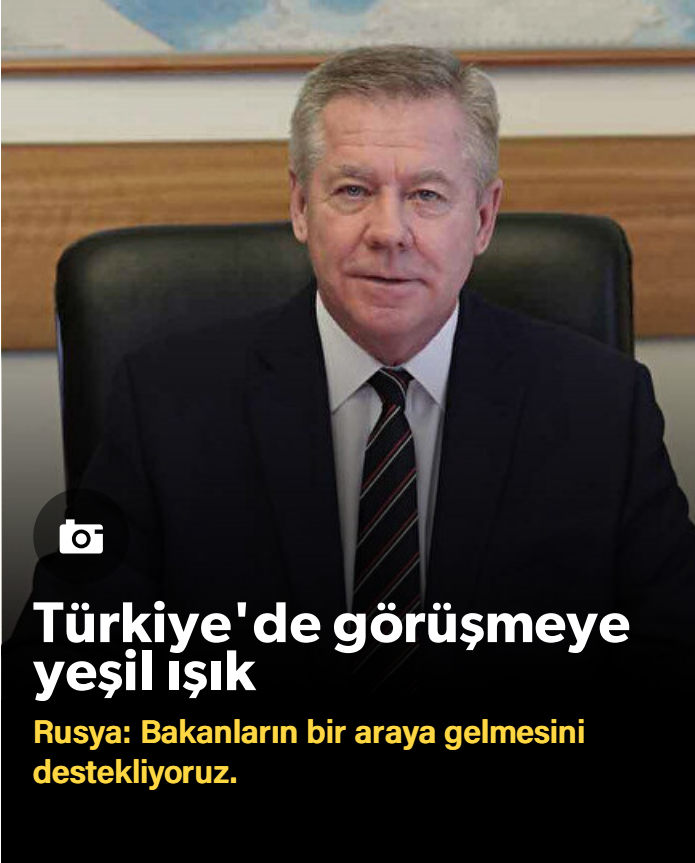 Türkiye'de görüşmeye
yeşil ışık
Rusya: Bakanların bir araya gelmesini
destekliyoruz.